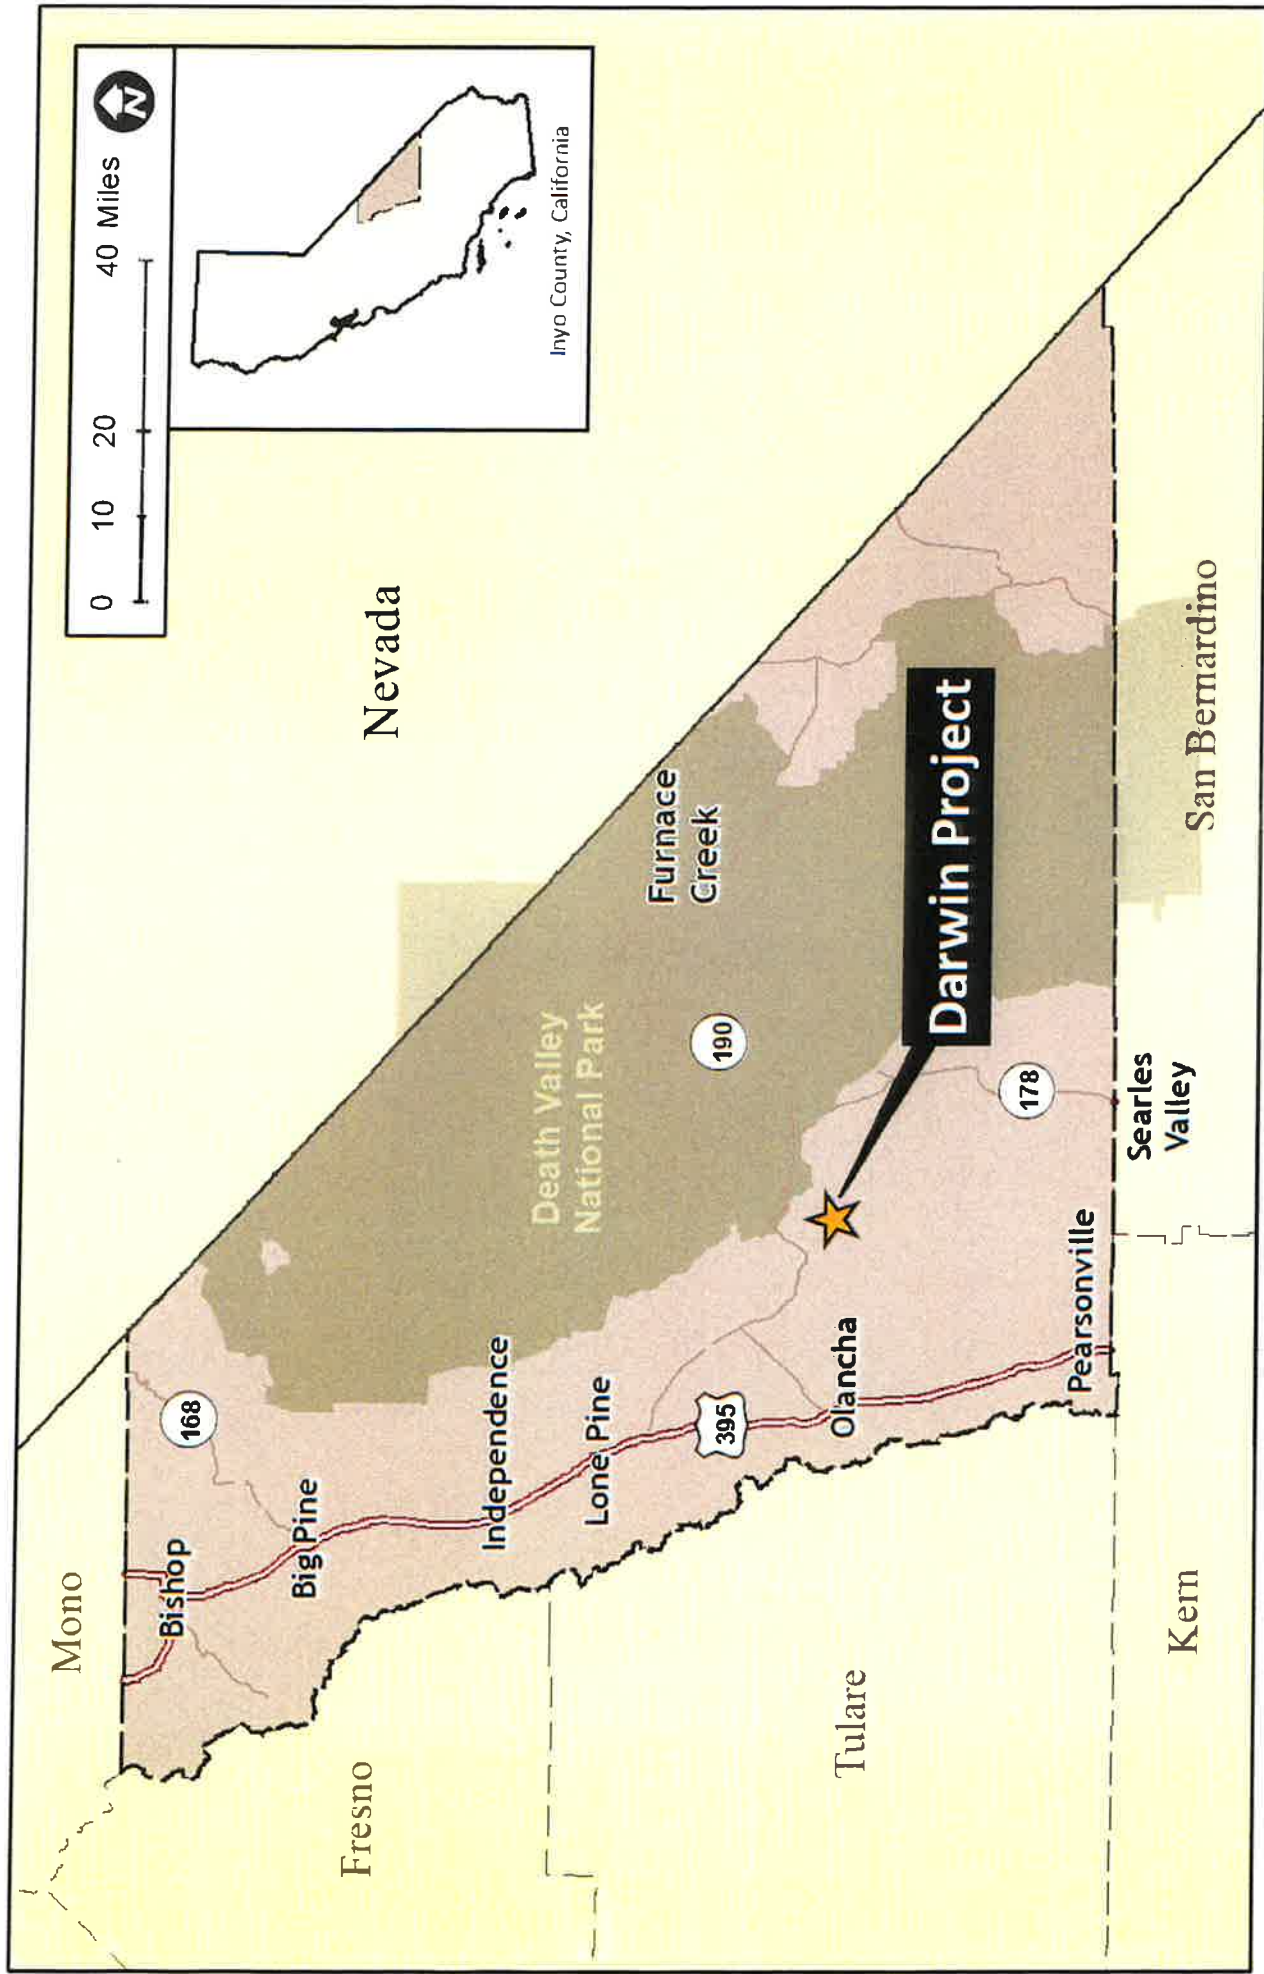 0 10 20 40 Miles
N
Inyo County, California
Mono
Nevada
168
Bishop
Big Pine
Fresno
Independence
Death Valley
National Park
Lone Pine
Furnace
Creek
190
395
Olancha
Tulare
Darwin Project
178
Pearsonville
Searles
Valley
Kern
San Bernardino